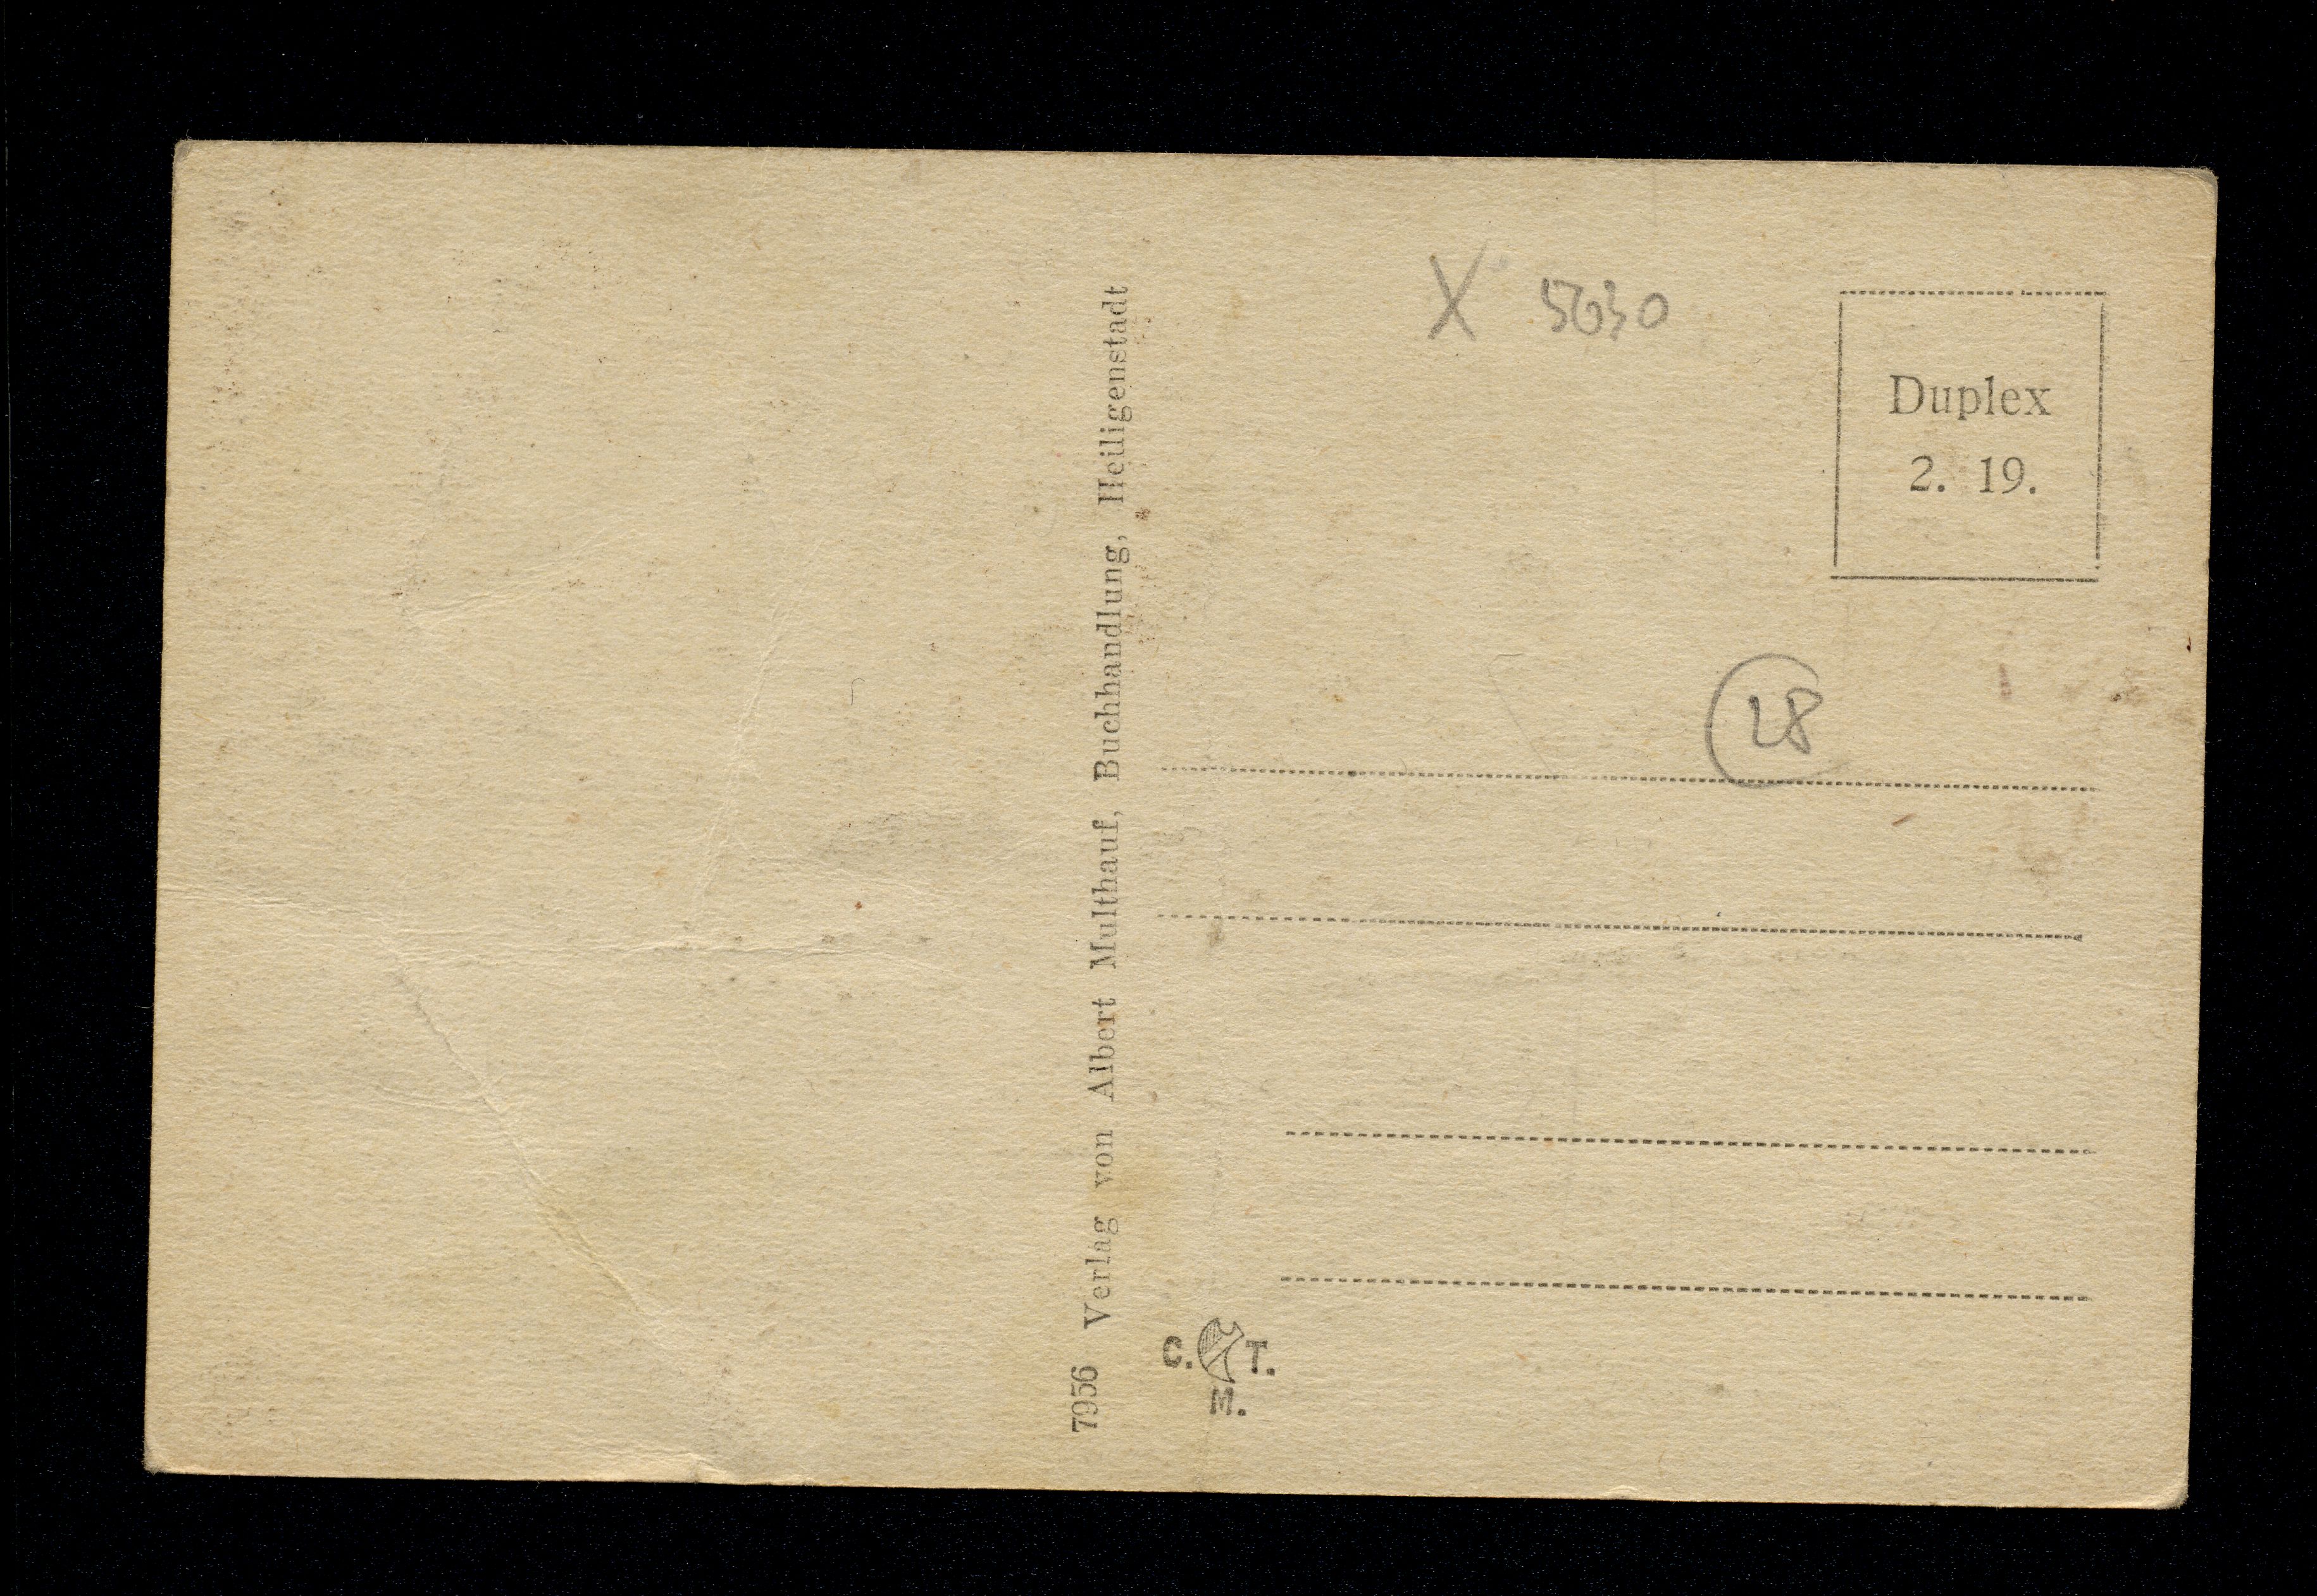 X 5630
Duplex
2. 19.
28
7956 Verlag von Albert Multhauf, Buchhandlung, Heiligenstadt
C. T.
M.